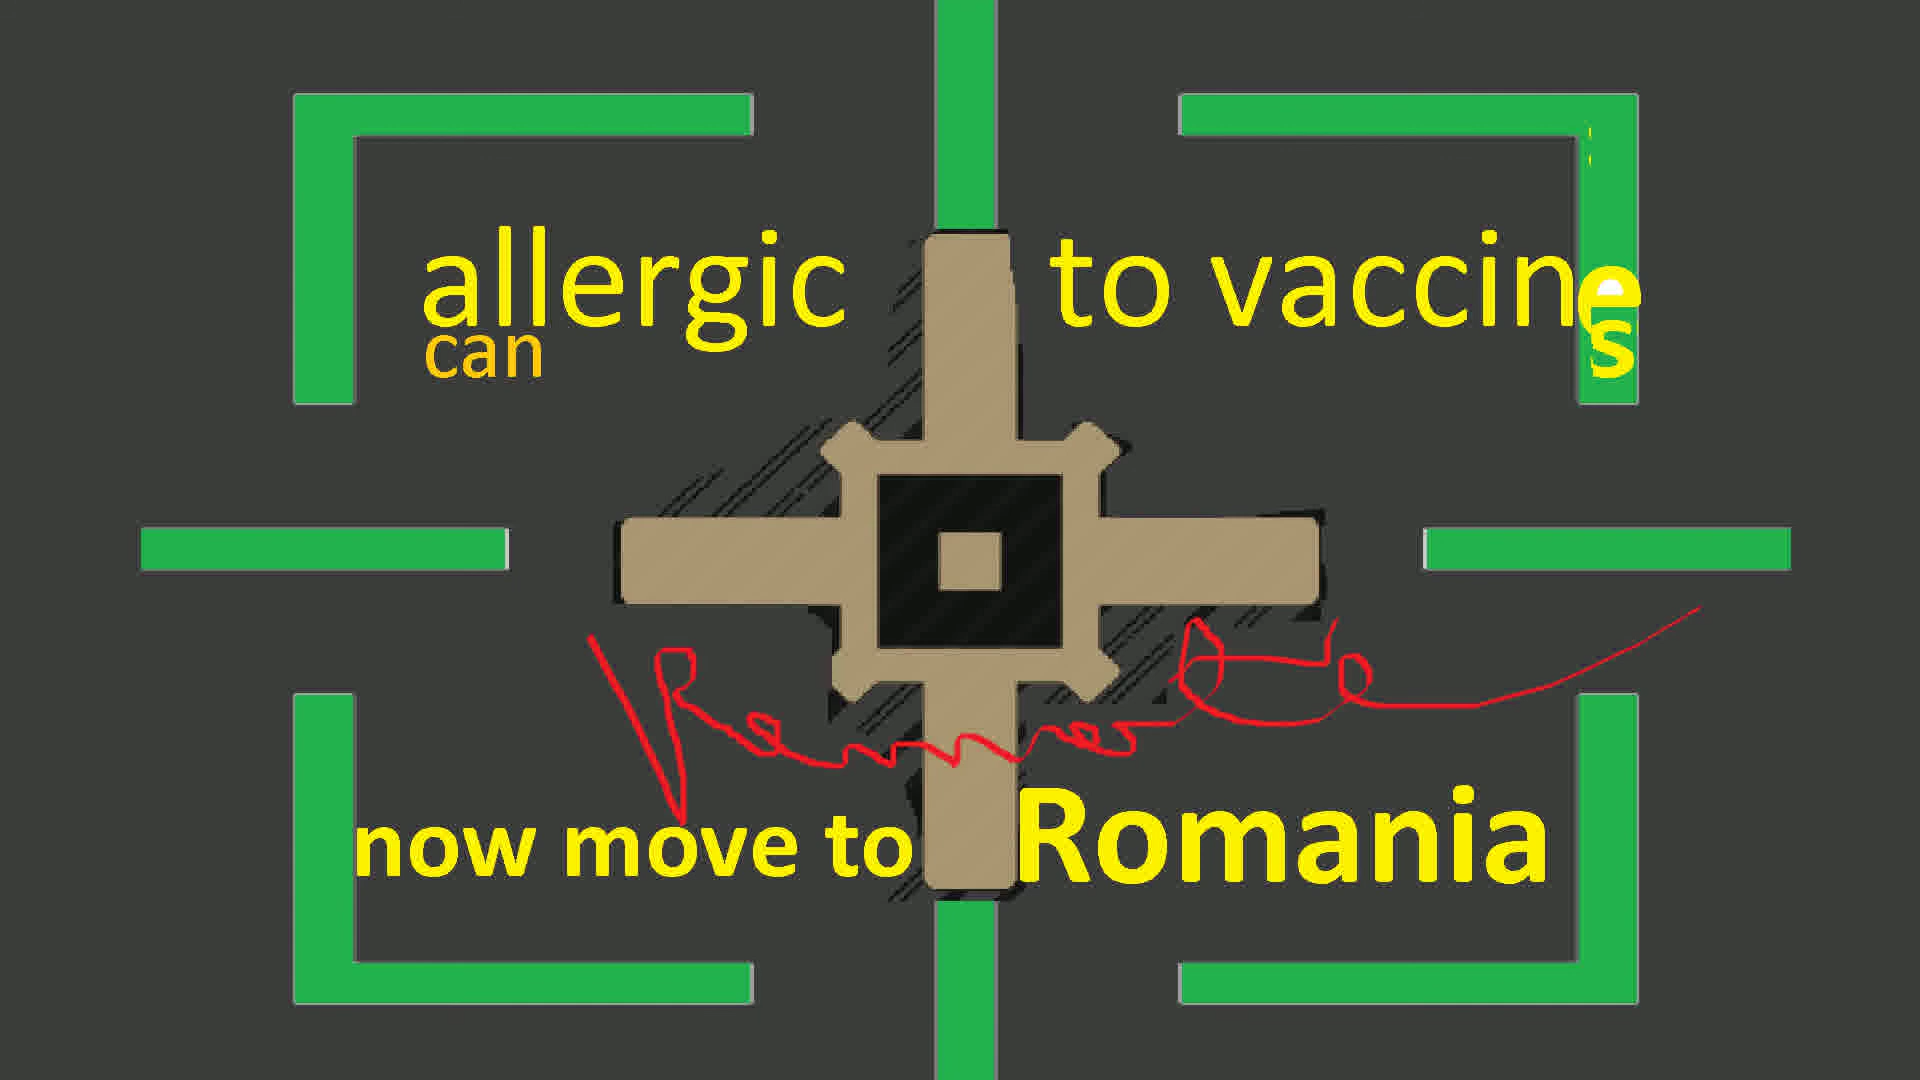 allergic to vaccines
can
now move to Romania